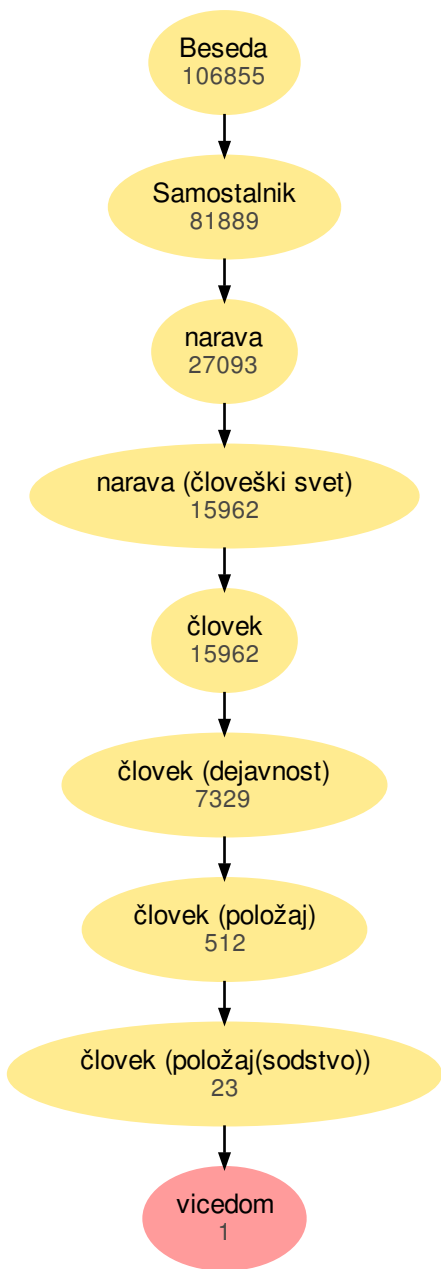 Beseda
106855
Samostalnik
81889
narava
27093
narava (človeški svet)
15962
človek
15962
človek (dejavnost)
7329
človek (položaj)
512
človek (položaj(sodstvo))
23
vicedom
1